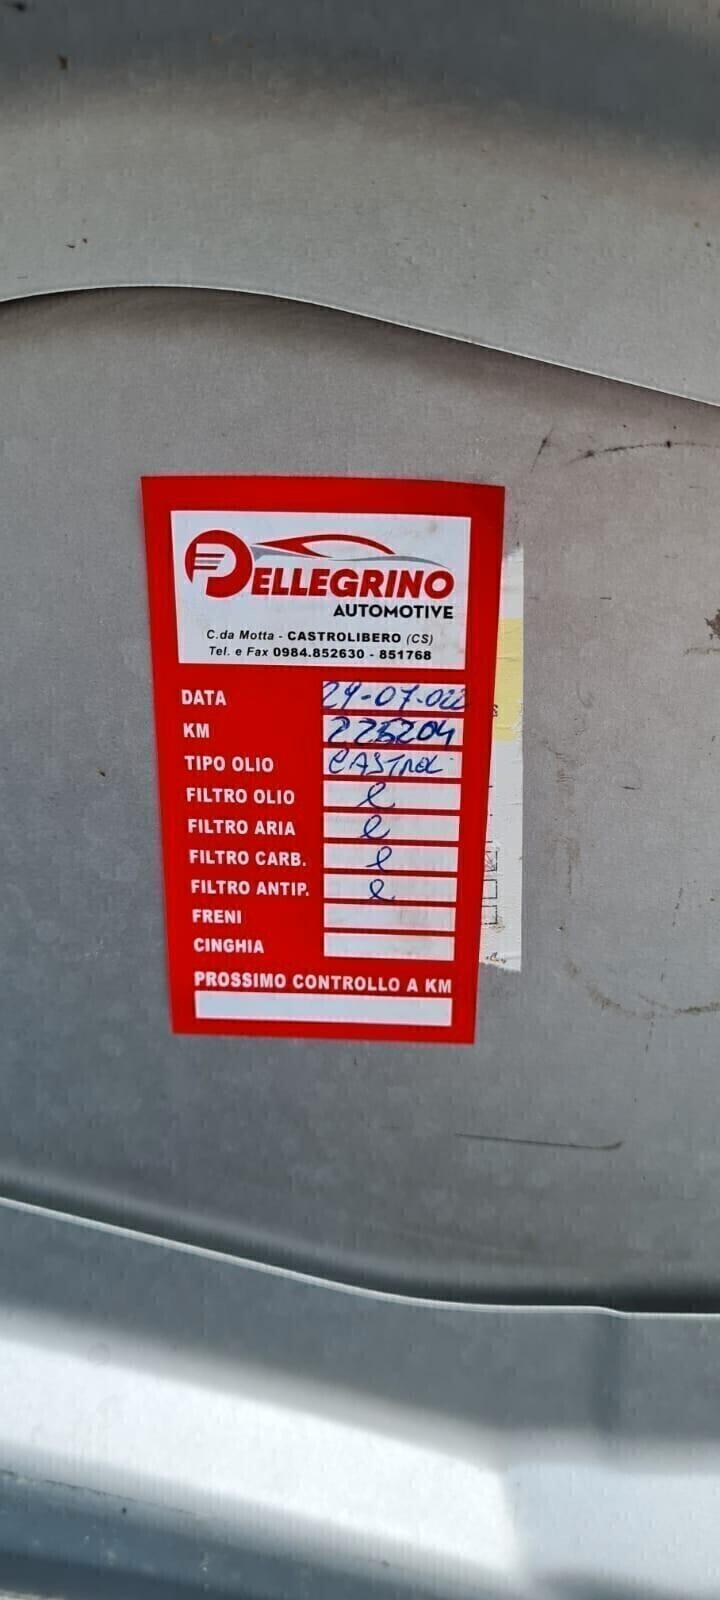 PELLEGRINO
AUTOMOTIVE
C.da Motta - CASTROLIBERO (CS)
Tel. e Fax 0984.852630 - 851768
DATA 29-07-022
KM 225204
TIPO OLIO CASTROL
FILTRO OLIO
FILTRO ARIA
FILTRO CARB.
FILTRO ANTIP.
FRENI
CINGHIA
PROSSIMO CONTROLLO A KM